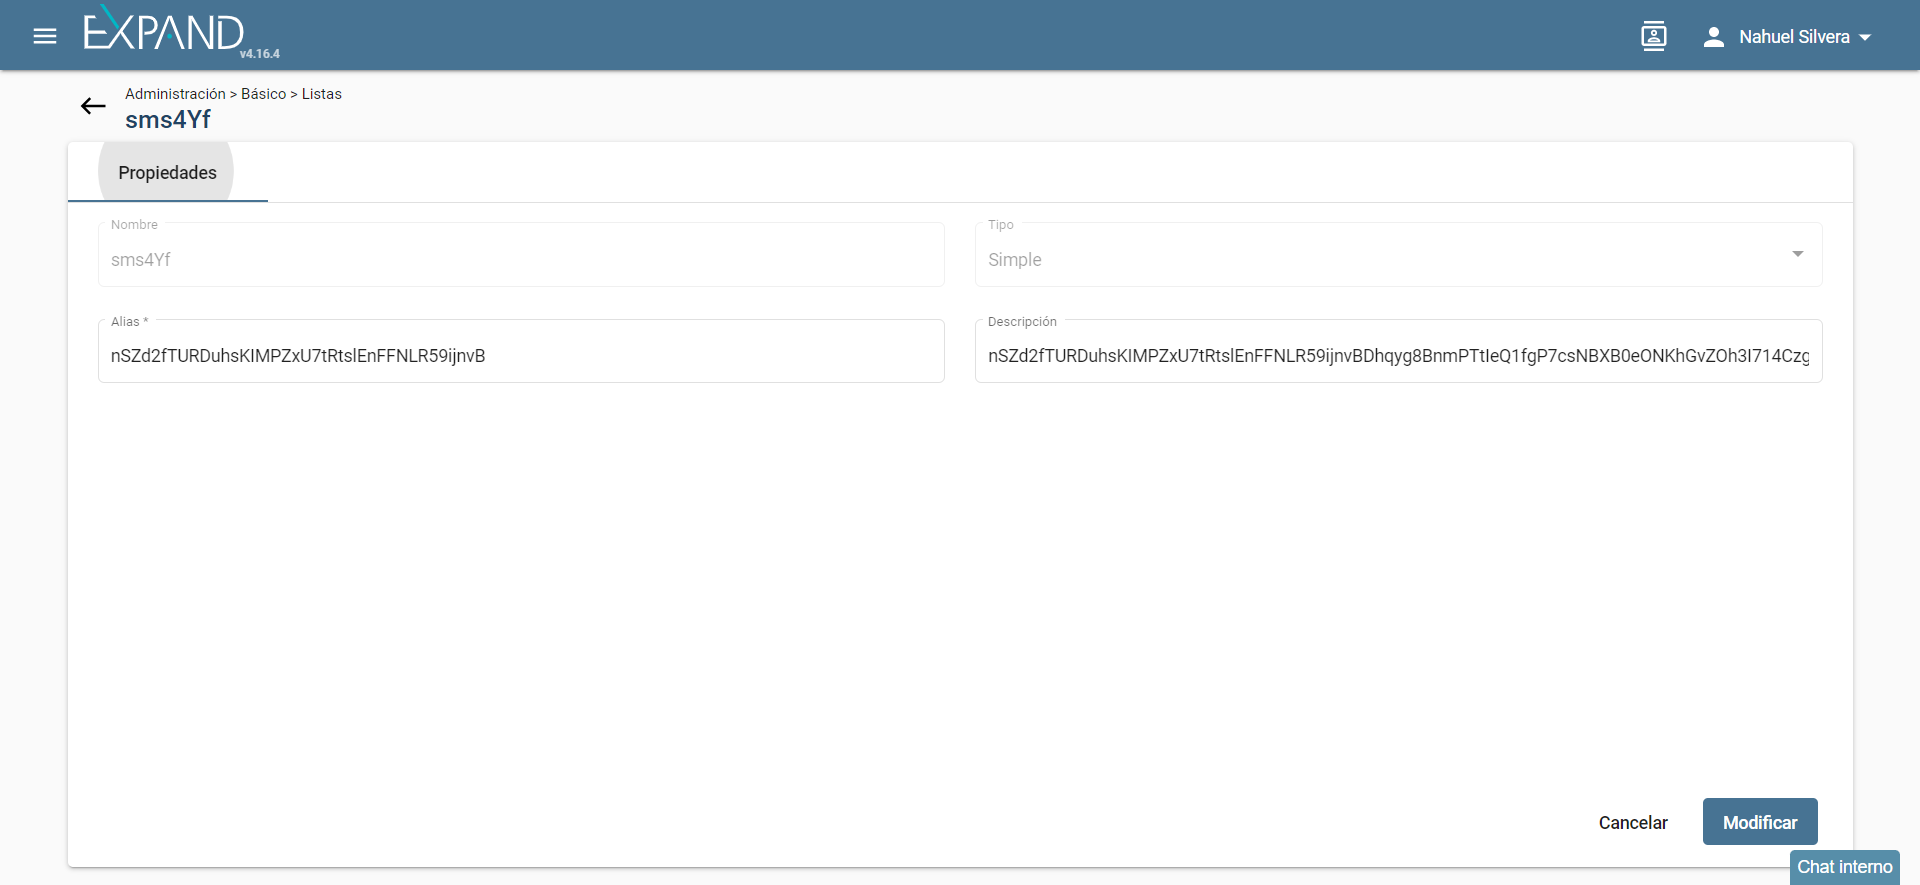 EXPAND
v4.16.4
Nahuel Silvera
Administración > Básico > Listas
sms4Yf
Propiedades
Nombre
sms4Yf
Tipo
Simple
Alias *
nSZd2fTURDuhsKIMPZxU7tRtslEnFFNLR59ijnvB
Descripción
nSZd2fTURDuhsKIMPZxU7tRtslEnFFNLR59ijnvBDhqyg8BnmPTtIeQ1fgP7csNBXB0eONKhGvZOh3I714Czg
Cancelar
Modificar
Chat interno